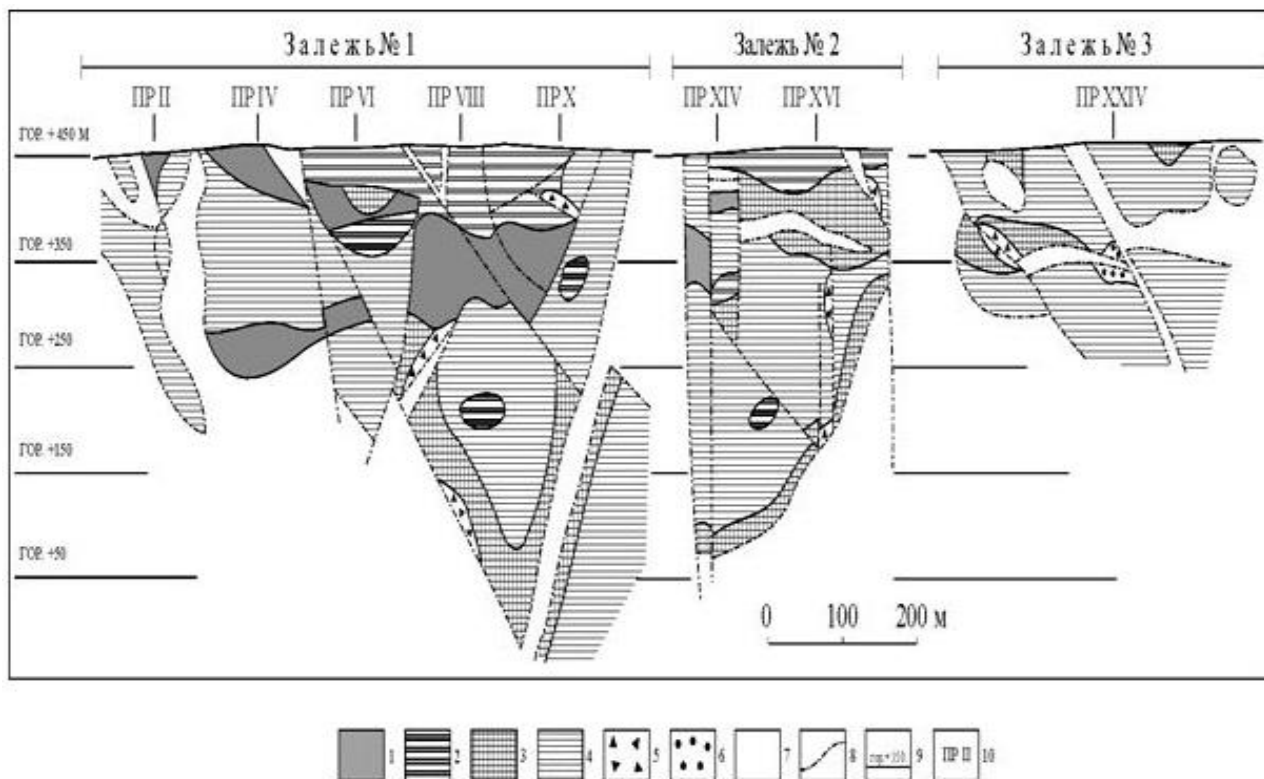 Залежь № 1 Залежь № 2 Залежь № 3
ПР II ПР IV ПР VI ПР VIII ПР X ПР XIV ПР XVI ПР XXIV
ГОР. +450 М
ГОР. +350
ГОР. +250
ГОР. +150
ГОР. +50
0 100 200 м
1 2 3 4 5 6 7 8 гор. + 350 9 ПР II 10